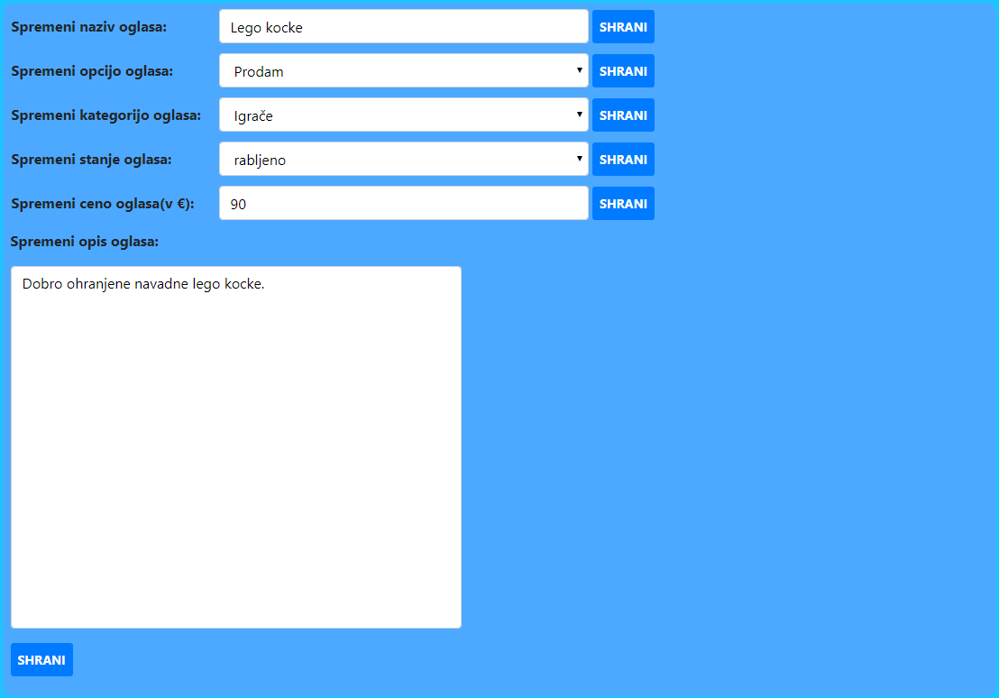 Spremeni naziv oglasa: Lego kocke SHRANI
Spremeni opcijo oglasa: Prodam SHRANI
Spremeni kategorijo oglasa: Igrače SHRANI
Spremeni stanje oglasa: rabljeno SHRANI
Spremeni ceno oglasa(v €): 90 SHRANI
Spremeni opis oglasa:
Dobro ohranjene navadne lego kocke.
SHRANI